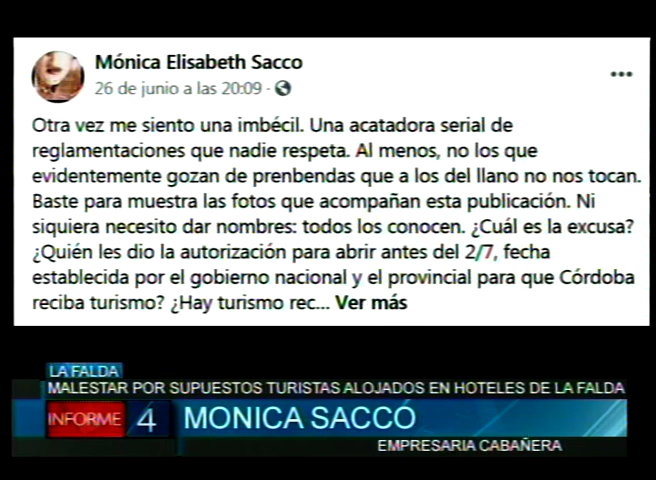 Mónica Elisabeth Sacco
26 de junio a las 20:09 ·
Otra vez me siento una imbécil. Una acatadora serial de
reglamentaciones que nadie respeta. Al menos, no los que
evidentemente gozan de prenbendas que a los del llano no nos tocan.
Baste para muestra las fotos que acompañan esta publicación. Ni
siquiera necesito dar nombres: todos los conocen. ¿Cuál es la excusa?
¿Quién les dio la autorización para abrir antes del 2/7, fecha
establecida por el gobierno nacional y el provincial para que Córdoba
reciba turismo? ¿Hay turismo rec... Ver más
LA FALDA
MALESTAR POR SUPUESTOS TURISTAS ALOJADOS EN HOTELES DE LA FALDA
INFORME 4 MONICA SACCO
EMPRESARIA CABAÑERA